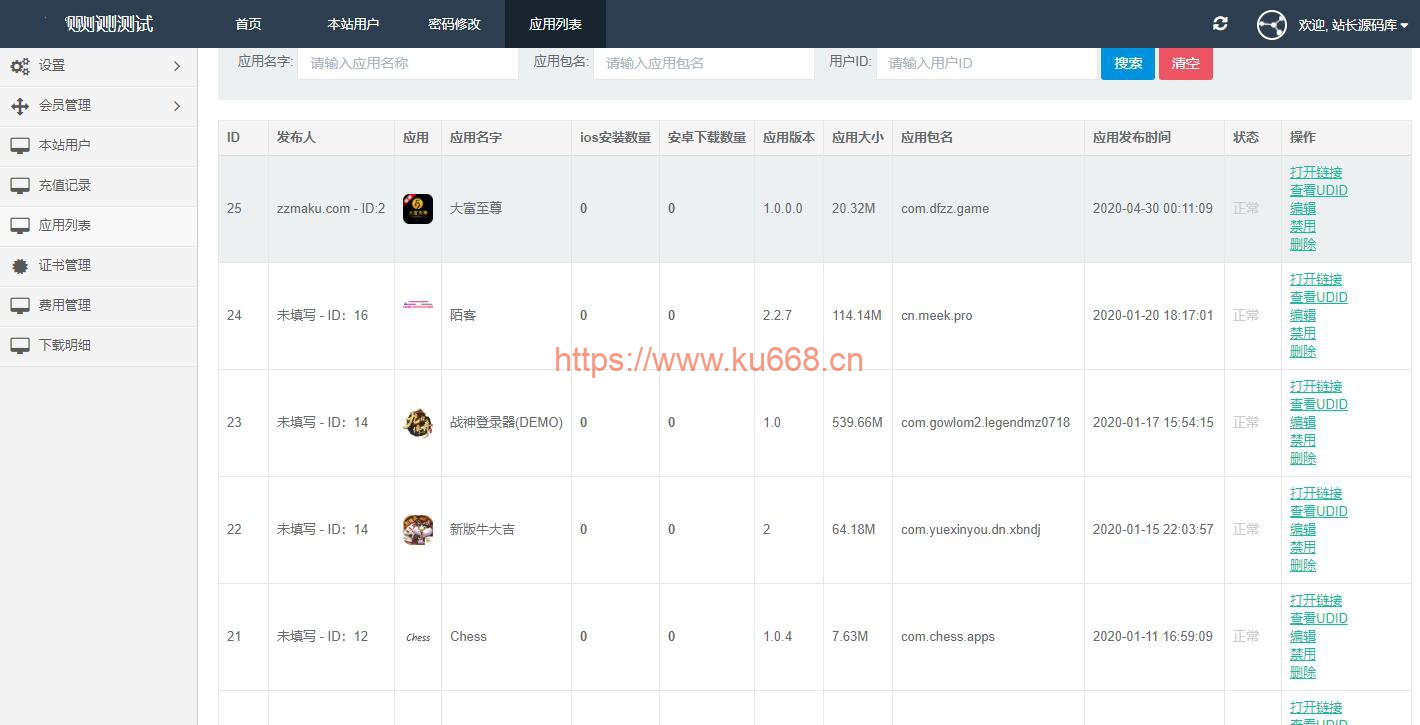 测试
首页
本站用户
密码修改
应用列表
欢迎, 站长源码库
设置
会员管理
本站用户
充值记录
应用列表
证书管理
费用管理
下载明细
应用名字: 请输入应用名称 应用包名: 请输入应用包名 用户ID: 请输入用户ID 搜索 清空
ID 发布人 应用 应用名字 ios安装数量 安卓下载数量 应用版本 应用大小 应用包名 应用发布时间 状态 操作
25 zzmaku.com - ID:2 大富至尊 0 0 1.0.0.0 20.32M com.dfzz.game 2020-04-30 00:11:09 正常
打开链接
查看UDID
编辑
禁用
删除
24 未填写 - ID：16 陌客 0 0 2.2.7 114.14M cn.meek.pro 2020-01-20 18:17:01 正常
打开链接
查看UDID
编辑
禁用
删除
https://www.ku668.cn
23 未填写 - ID：14 战神登录器(DEMO) 0 0 1.0 539.66M com.gowlom2.legendmz0718 2020-01-17 15:54:15 正常
打开链接
查看UDID
编辑
禁用
删除
22 未填写 - ID：14 新版牛大吉 0 0 2 64.18M com.yuexinyou.dn.xbndj 2020-01-15 22:03:57 正常
打开链接
查看UDID
编辑
禁用
删除
21 未填写 - ID：12 Chess Chess 0 0 1.0.4 7.63M com.chess.apps 2020-01-11 16:59:09 正常
打开链接
查看UDID
编辑
禁用
删除
打开链接
查看UDID